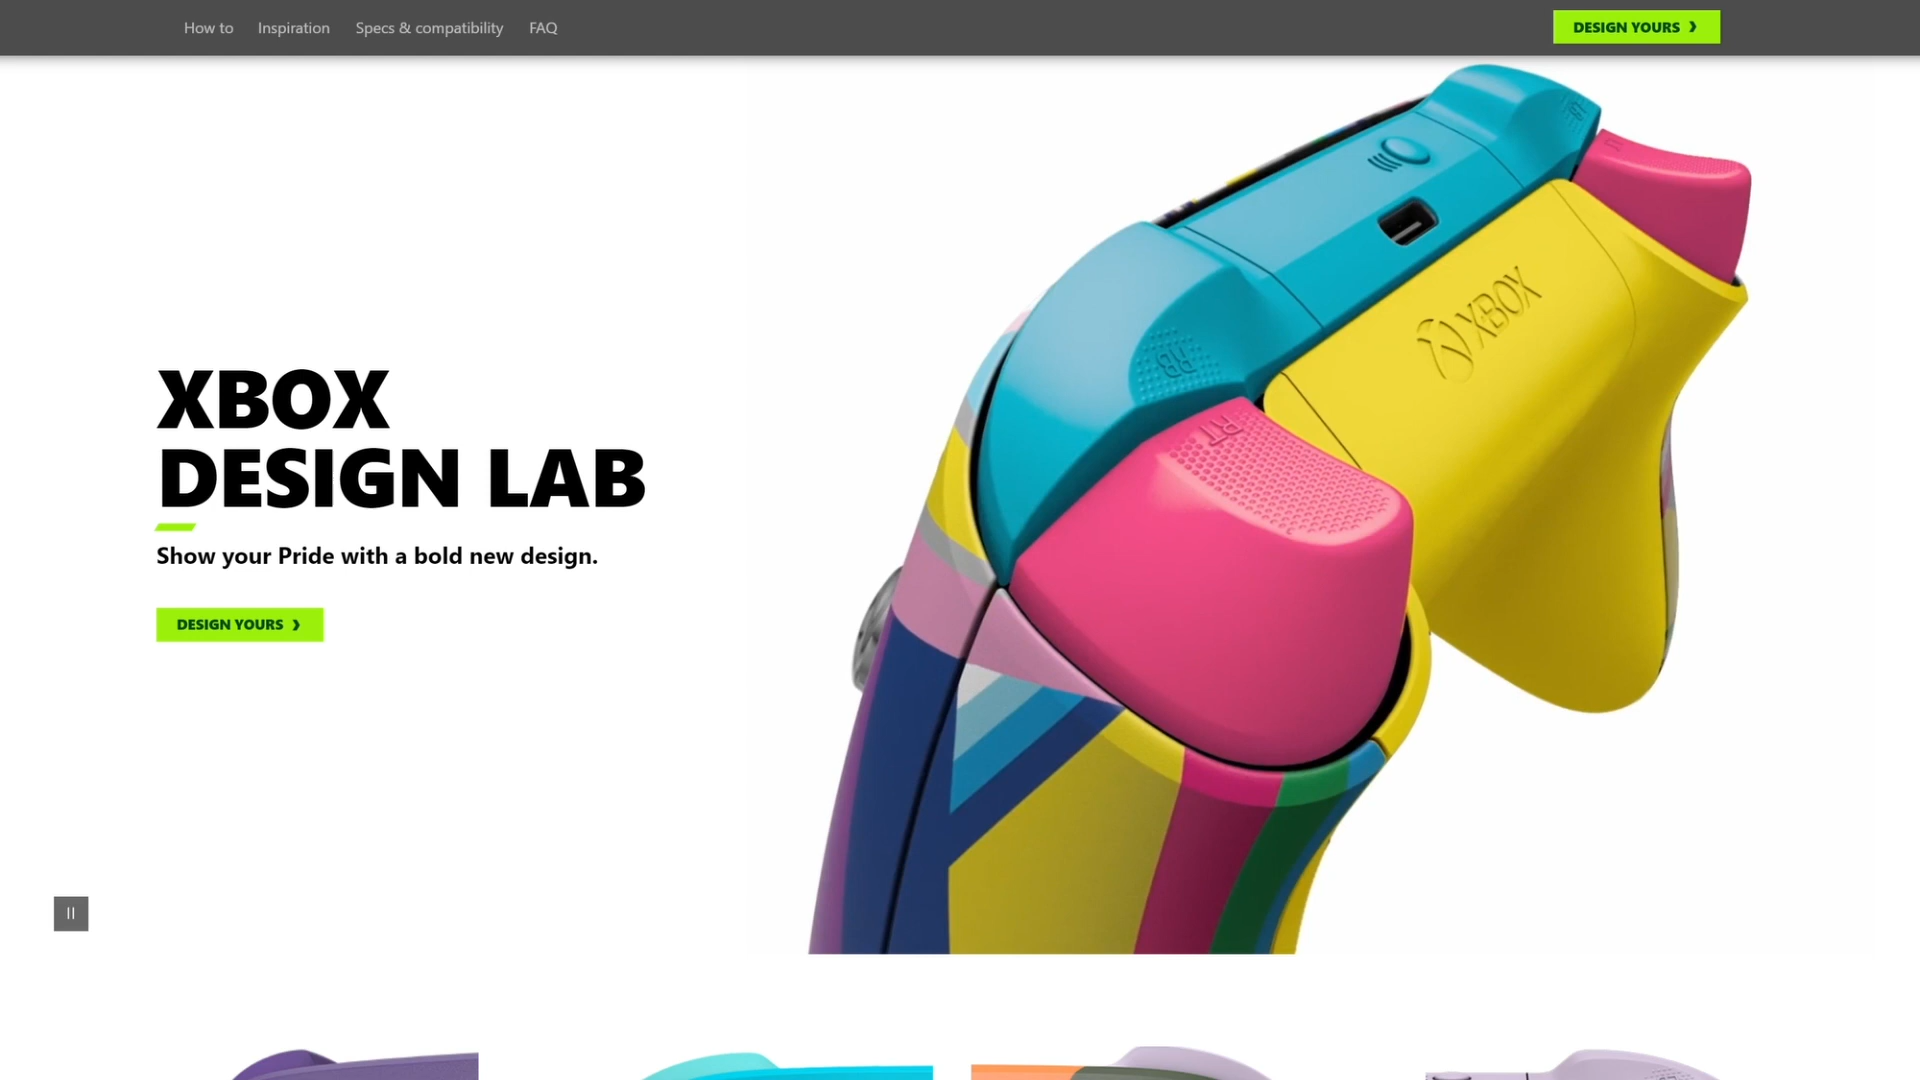 How to
Inspiration
Specs & compatibility
FAQ
DESIGN YOURS
XBOX
RB
RT
XBOX
DESIGN LAB
Show your Pride with a bold new design.
DESIGN YOURS